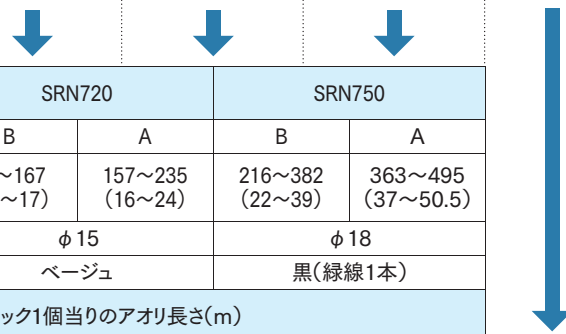 SRN720 SRN750
B A B A
～167 157～235 216～382 363～495
～17） （16～24） （22～39） （37～50.5）
φ15 φ18
ベージュ 黒（緑線1本）
ック1個当りのアオリ長さ（m）